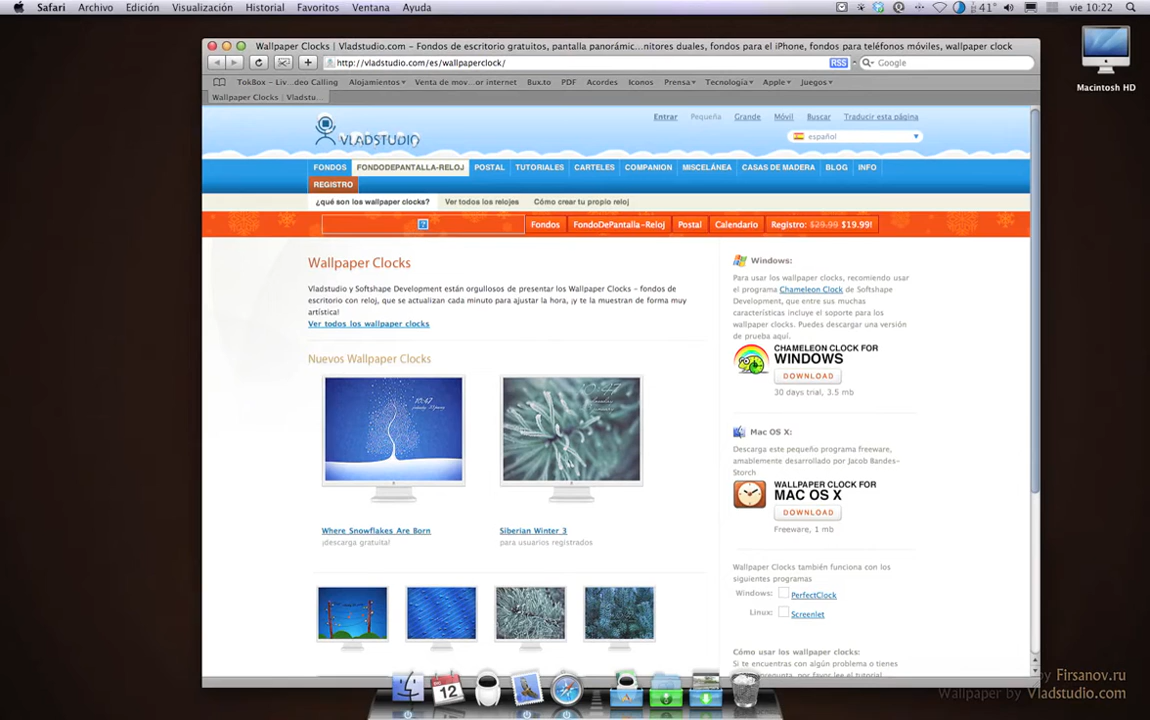 Safari Archivo Edición Visualización Historial Favoritos Ventana Ayuda
41° vie 10:22
Wallpaper Clocks | Vladstudio.com – Fondos de escritorio gratuitos, pantalla panorámic...nitores duales, fondos para el iPhone, fondos para teléfonos móviles, wallpaper clock
http://vladstudio.com/es/wallpaperclock/ RSS Google
TokBox – Liv...deo Calling Alojamientos Venta de mov...or internet Bux.to PDF Acordes Iconos Prensa Tecnología Apple Juegos
Wallpaper Clocks | Vladstu...
Macintosh HD
Entrar Pequeña Grande Móvil Buscar Traducir esta página
VLADSTUDIO
español
FONDOS FONDODEPANTALLA-RELOJ POSTAL TUTORIALES CARTELES COMPANION MISCELÁNEA CASAS DE MADERA BLOG INFO
REGISTRO
¿qué son los wallpaper clocks? Ver todos los relojes Cómo crear tu propio reloj
Fondos FondoDePantalla-Reloj Postal Calendario Registro: $29.99 $19.99!
Wallpaper Clocks
Vladstudio y Softshape Development están orgullosos de presentar los Wallpaper Clocks – fondos de
escritorio con reloj, que se actualizan cada minuto para ajustar la hora, ¡y te la muestran de forma muy
artística!
Ver todos los wallpaper clocks
Nuevos Wallpaper Clocks
10:47
Where Snowflakes Are Born
¡descarga gratuita!
Siberian Winter 3
para usuarios registrados
Windows:
Para usar los wallpaper clocks, recomiendo usar
el programa Chameleon Clock de Softshape
Development, que entre sus muchas
características incluye el soporte para los
wallpaper clocks. Puedes descargar una versión
de prueba aquí.
CHAMELEON CLOCK FOR
WINDOWS
DOWNLOAD
30 days trial, 3.5 mb
Mac OS X:
Descarga este pequeño programa freeware,
amablemente desarrollado por Jacob Bandes-
Storch
WALLPAPER CLOCK FOR
MAC OS X
DOWNLOAD
Freeware, 1 mb
Wallpaper Clocks también funciona con los
siguientes programas
Windows: PerfectClock
Linux: Screenlet
Cómo usar los wallpaper clocks:
Si te encuentras con algún problema o tienes
12
by Firsanov.ru
Wallpaper by Vladstudio.com